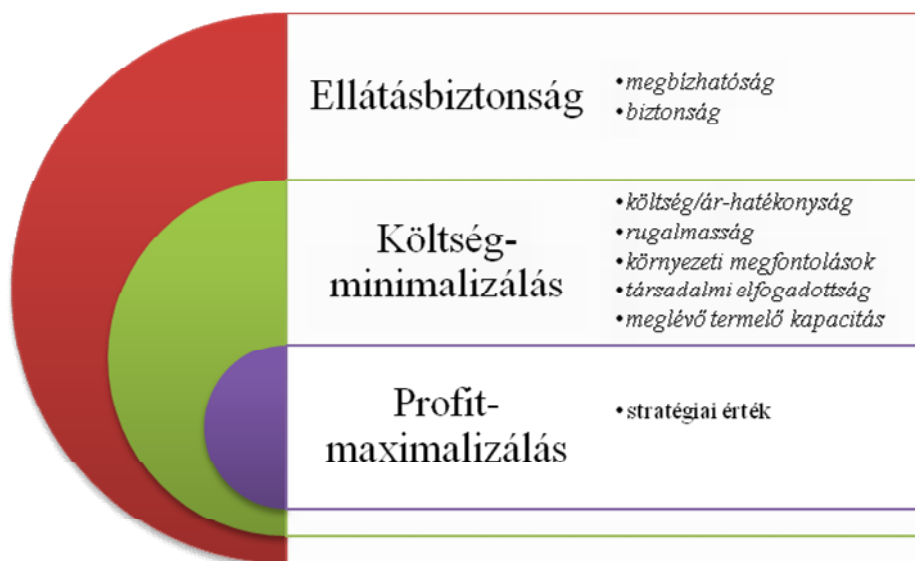 Ellátásbiztonság
•megbízhatóság
•biztonság
Költség-
minimalizálás
•költség/ár-hatékonyság
•rugalmasság
•környezeti megfontolások
•társadalmi elfogadottság
•meglévő termelő kapacitás
Profit-
maximalizálás
•stratégiai érték